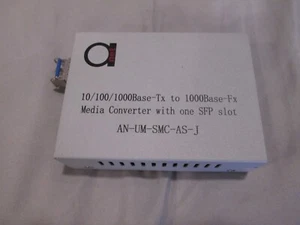 10/100/1000Base-Tx to 1000Base-Fx
Media Converter with one SFP slot
AN-UM-SMC-AS-J